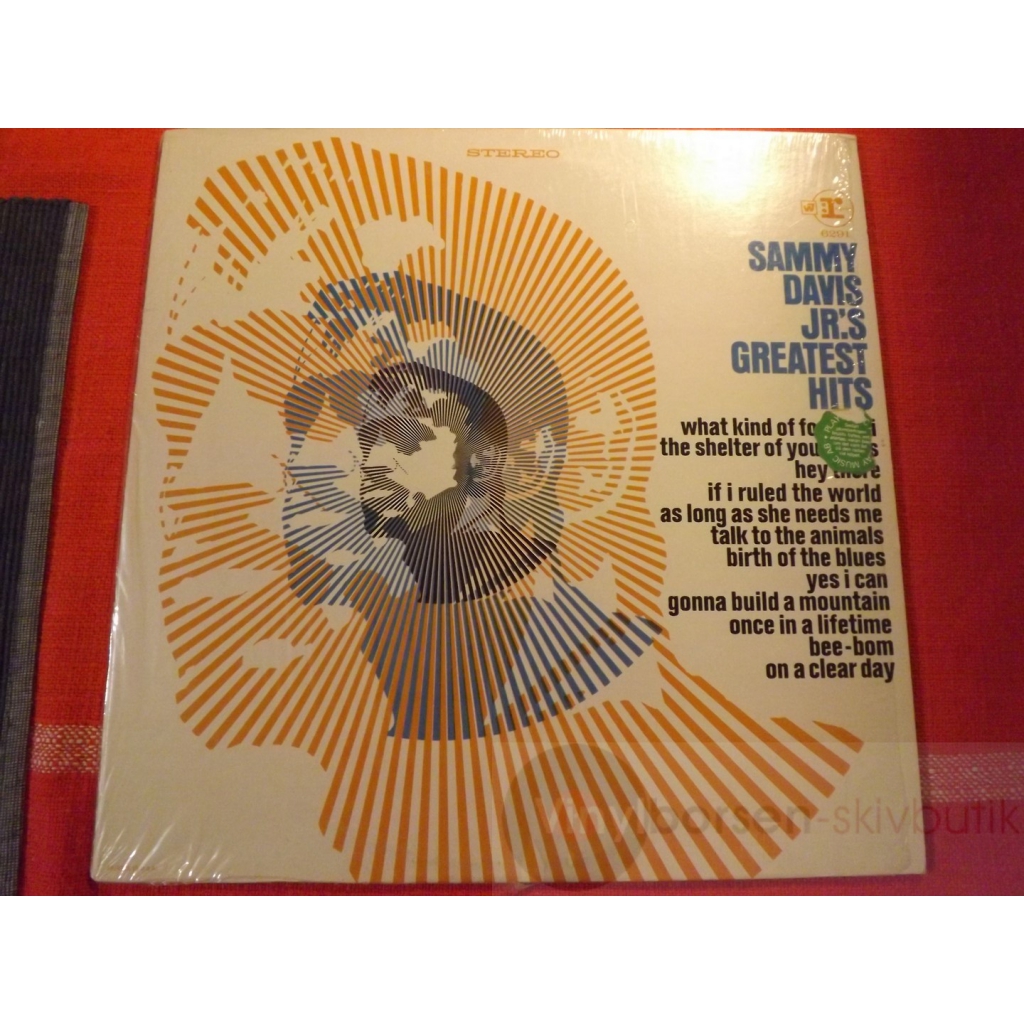 STEREO
r
6291
SAMMY
DAVIS
JR.'S
GREATEST
HITS
what kind of fo i
the shelter of you s
hey there
if i ruled the world
as long as she needs me
talk to the animals
birth of the blues
yes i can
gonna build a mountain
once in a lifetime
bee-bom
on a clear day
Vinylborsen-skivbutik